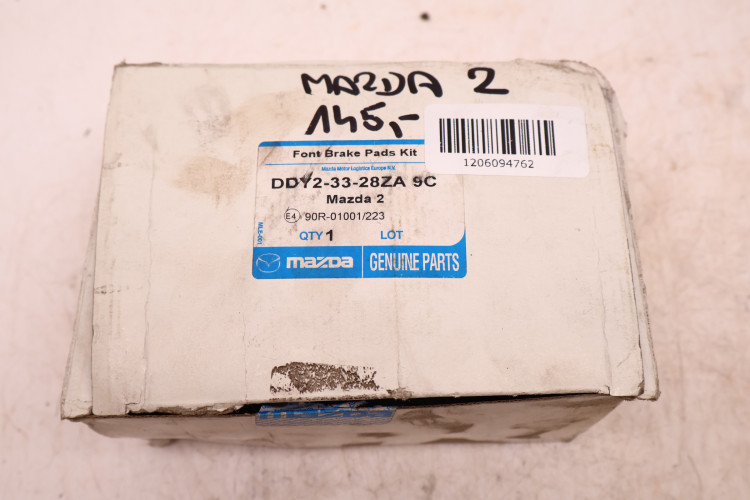 MAZDA 2
145,-
1206094762
Font Brake Pads Kit
Mazda Motor Logistics Europe N.V.
DDY2-33-28ZA 9C
Mazda 2
E4 90R-01001/223
QTY 1 LOT
mazda GENUINE PARTS